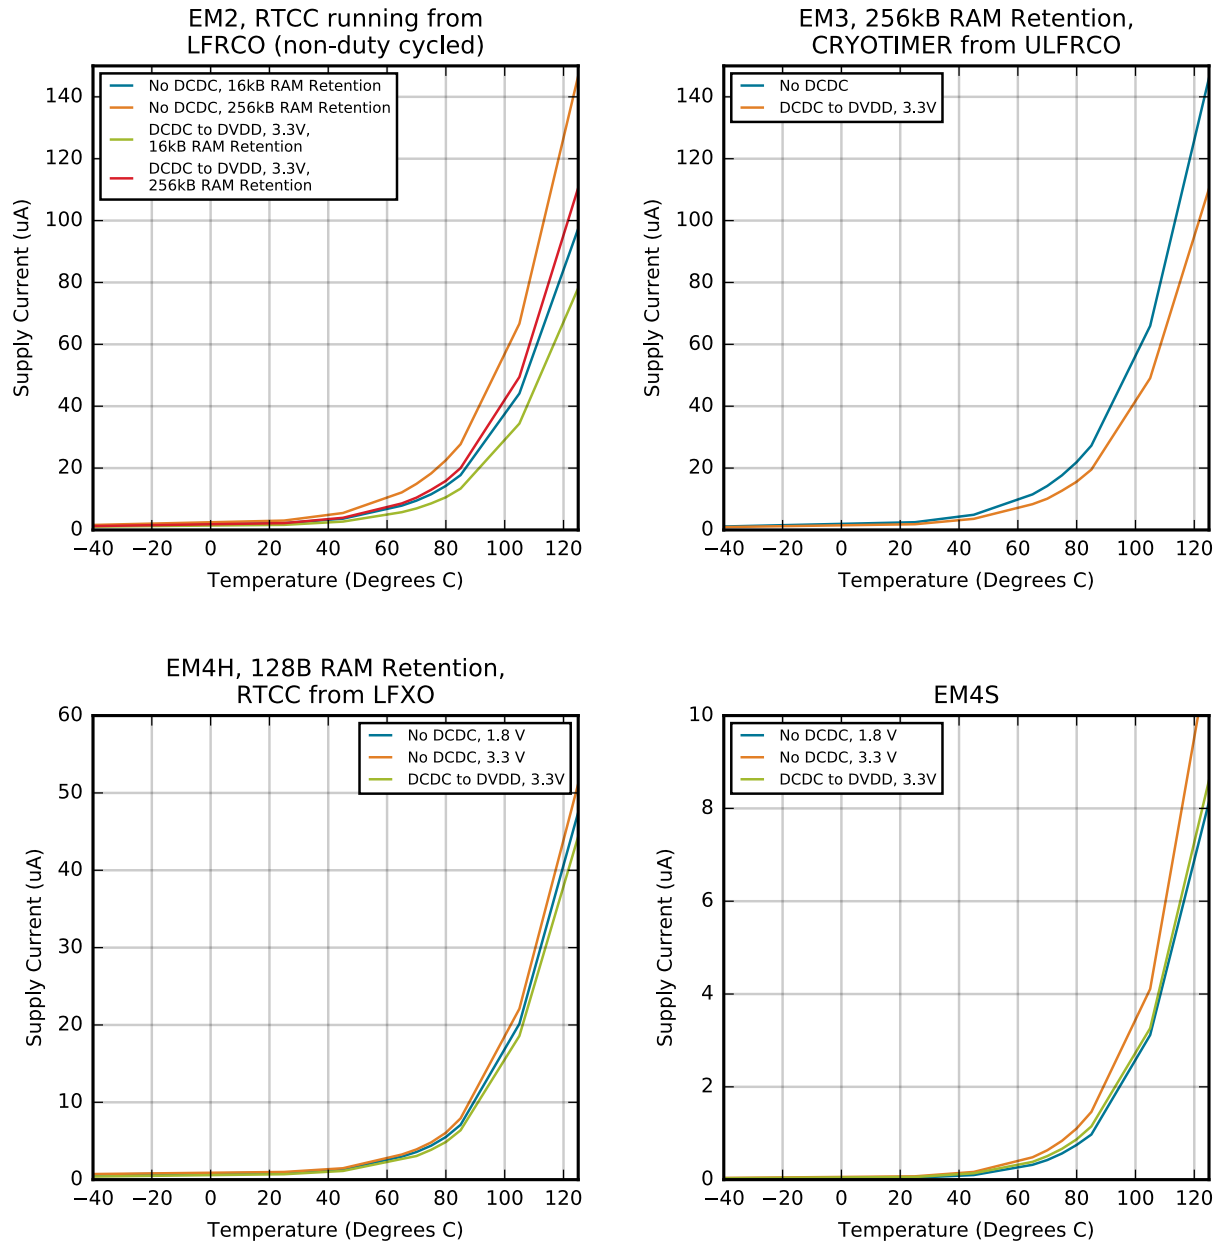 EM2, RTCC running from
LFRCO (non-duty cycled)
No DCDC, 16kB RAM Retention
No DCDC, 256kB RAM Retention
DCDC to DVDD, 3.3V,
16kB RAM Retention
DCDC to DVDD, 3.3V,
256kB RAM Retention
140
120
100
80
60
40
20
0
Supply Current (uA)
−40 −20 0 20 40 60 80 100 120
Temperature (Degrees C)
EM3, 256kB RAM Retention,
CRYOTIMER from ULFRCO
No DCDC
DCDC to DVDD, 3.3V
140
120
100
80
60
40
20
0
Supply Current (uA)
−40 −20 0 20 40 60 80 100 120
Temperature (Degrees C)
EM4H, 128B RAM Retention,
RTCC from LFXO
No DCDC, 1.8 V
No DCDC, 3.3 V
DCDC to DVDD, 3.3V
60
50
40
30
20
10
0
Supply Current (uA)
−40 −20 0 20 40 60 80 100 120
Temperature (Degrees C)
EM4S
No DCDC, 1.8 V
No DCDC, 3.3 V
DCDC to DVDD, 3.3V
10
8
6
4
2
0
Supply Current (uA)
−40 −20 0 20 40 60 80 100 120
Temperature (Degrees C)